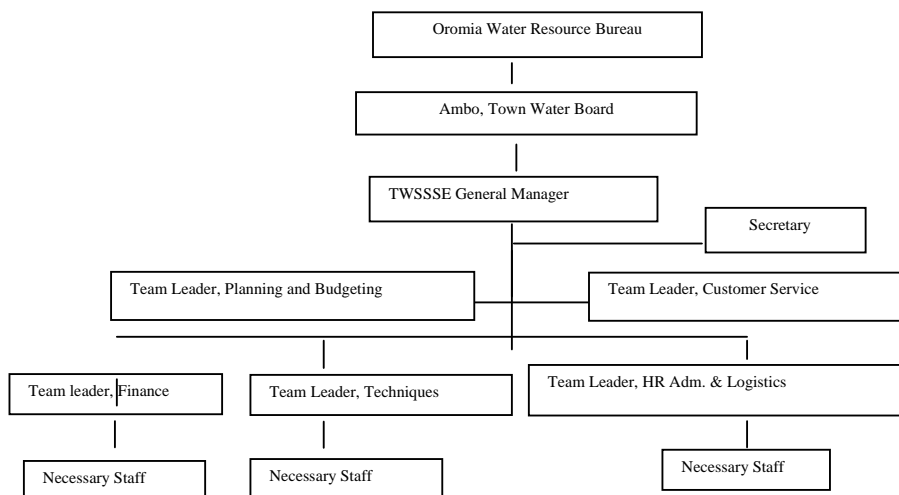 Oromia Water Resource Bureau
Ambo, Town Water Board
TWSSSE General Manager
Secretary
Team Leader, Planning and Budgeting
Team Leader, Customer Service
Team leader, Finance
Team Leader, Techniques
Team Leader, HR Adm. & Logistics
Necessary Staff
Necessary Staff
Necessary Staff